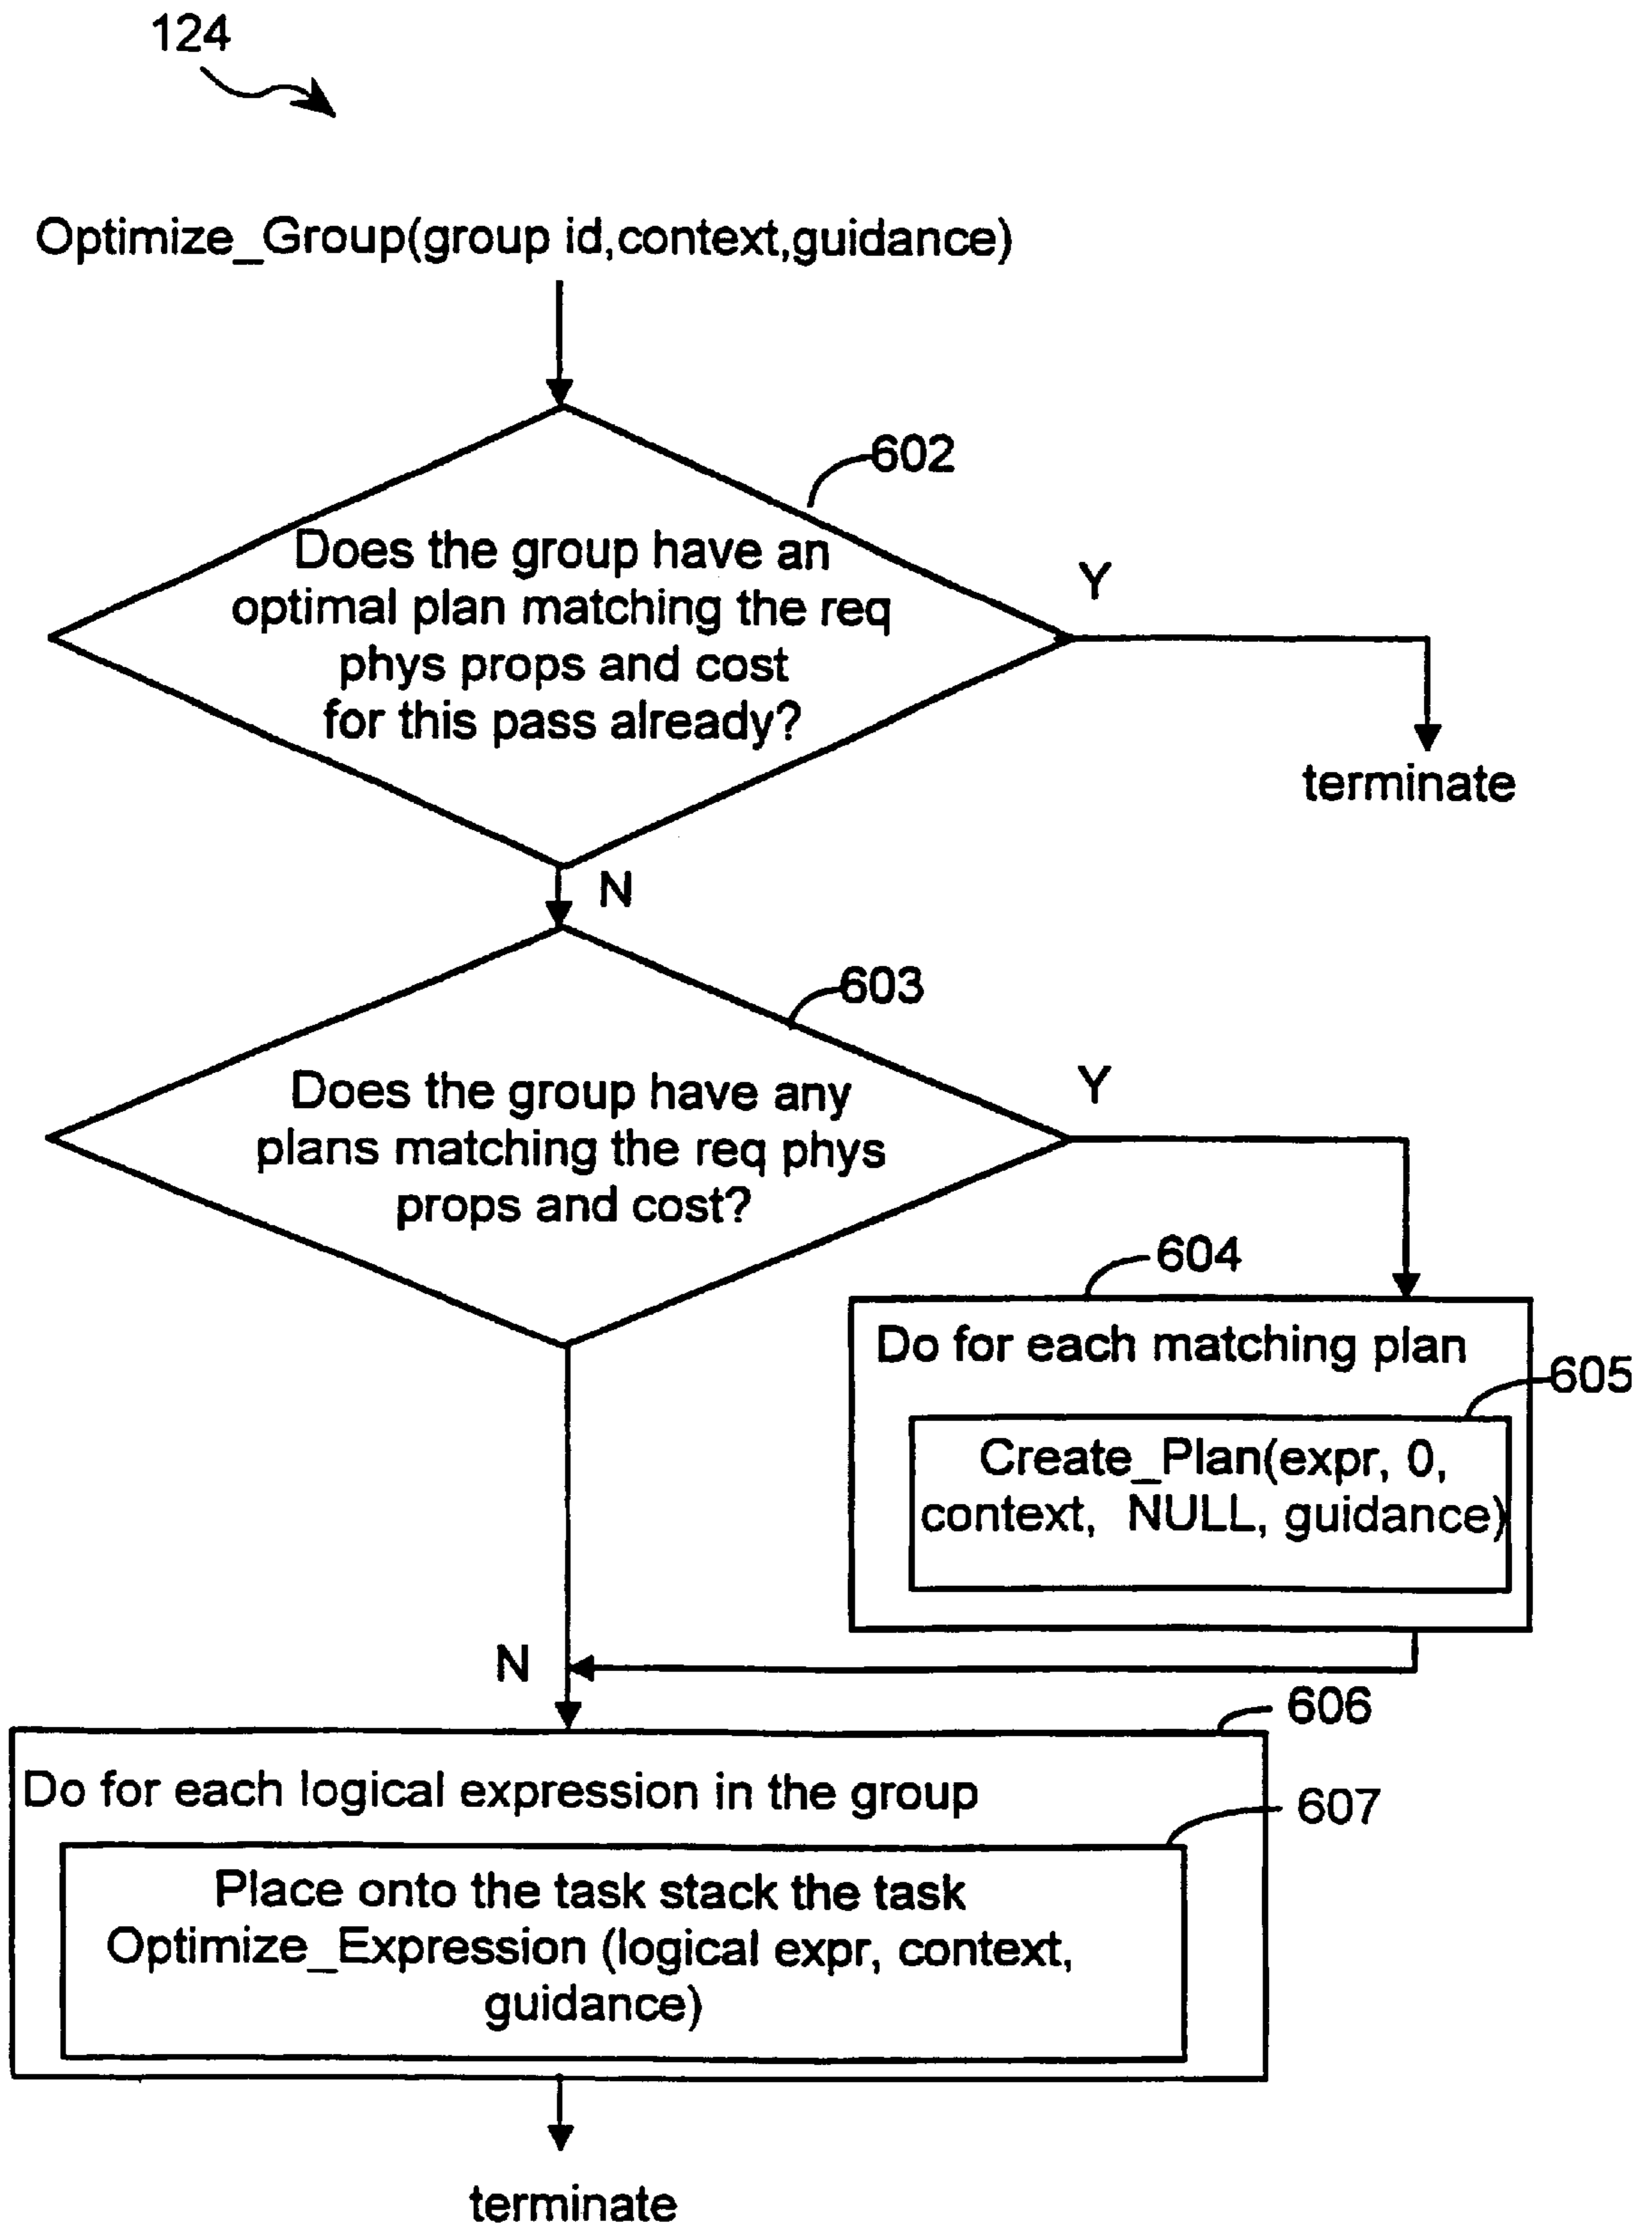 124
Optimize_Group(group id,context,guidance)
602
Does the group have an
optimal plan matching the req
phys props and cost
for this pass already?
Y
terminate
N
603
Does the group have any
plans matching the req phys
props and cost?
Y
604
Do for each matching plan
605
Create_Plan(expr, 0,
context, NULL, guidance)
N
606
Do for each logical expression in the group
607
Place onto the task stack the task
Optimize_Expression (logical expr, context,
guidance)
terminate